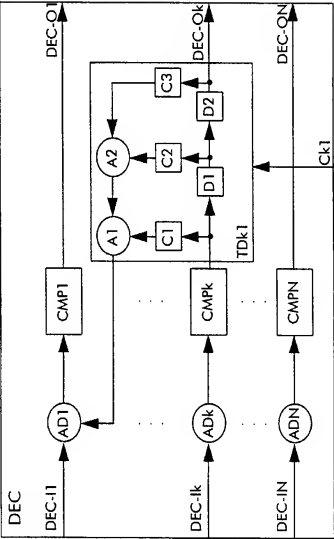 DEC
DEC-I1
AD1
CMP1
DEC-O1
A1
A2
C1
C2
C3
D1
D2
TDk1
DEC-Ik
ADk
CMPk
DEC-Ok
DEC-IN
ADN
CMPN
DEC-ON
Ck1